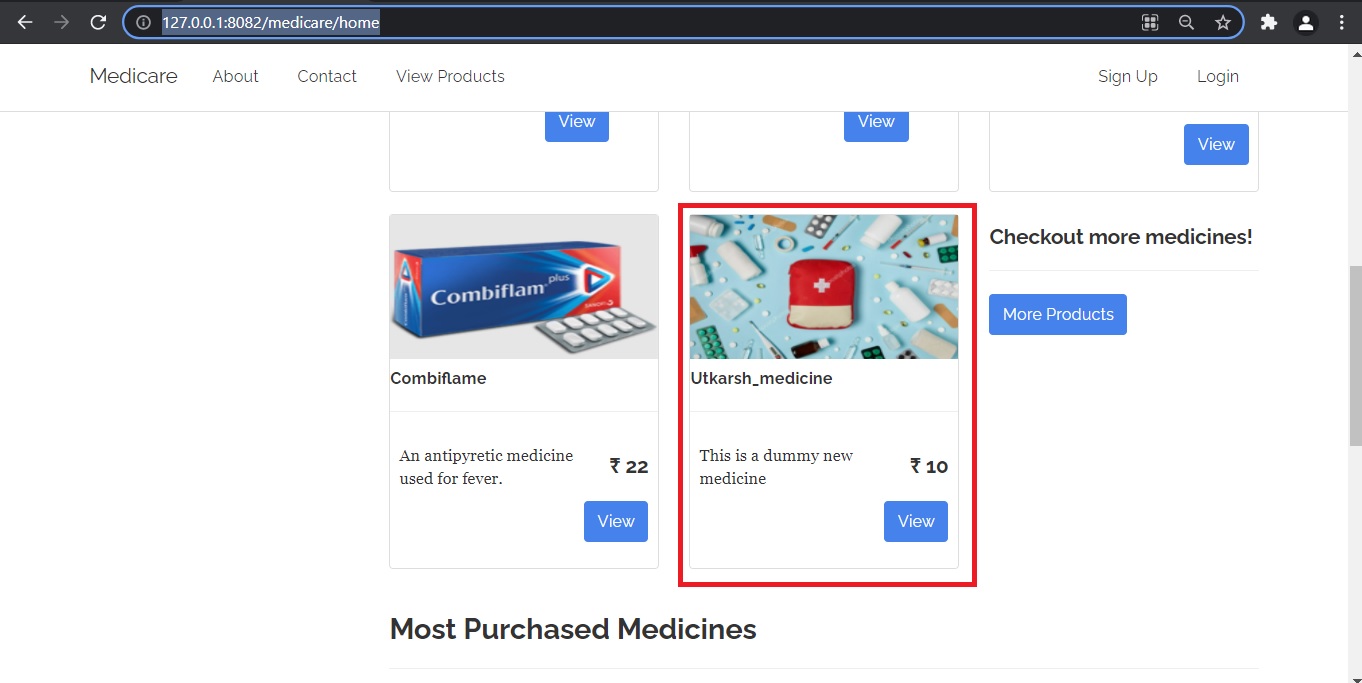 127.0.0.1:8082/medicare/home
Medicare About Contact View Products Sign Up Login
View View
View
Combiflam plus
Combiflame
An antipyretic medicine
used for fever.
₹ 22
View
Utkarsh_medicine
This is a dummy new
medicine
₹ 10
View
Checkout more medicines!
More Products
Most Purchased Medicines